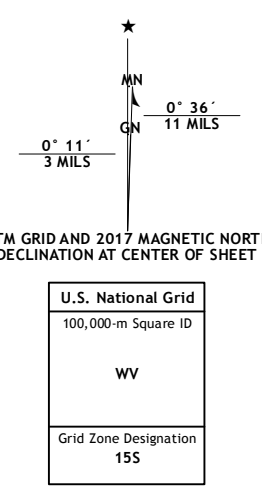 ★
MN
GN
0° 36´
11 MILS
0° 11´
3 MILS
TM GRID AND 2017 MAGNETIC NORT
DECLINATION AT CENTER OF SHEET
U.S. National Grid
100,000-m Square ID
WV
Grid Zone Designation
15S